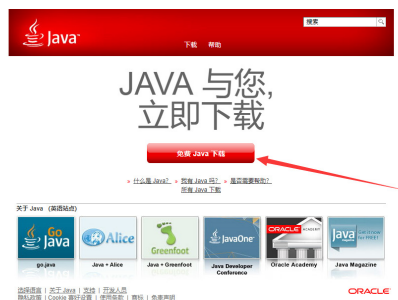 Java
搜索
下载 帮助
JAVA 与您,
立即下载
免费 Java 下载
» 什么是 Java? » 我有 Java 吗? » 是否需要帮助?
所有 Java 下载
关于 Java (英语站点)
GO Java
Alice
Greenfoot
JavaOne
ORACLE ACADEMY
Java magazine
go.java
Java + Alice
Java + Greenfoot
Java Developer Conference
Oracle Academy
Java Magazine
选择语言 | 关于 Java | 支持 | 开发人员
隐私政策 | Cookie 喜好设置 | 使用条款 | 商标 | 免责声明
ORACLE